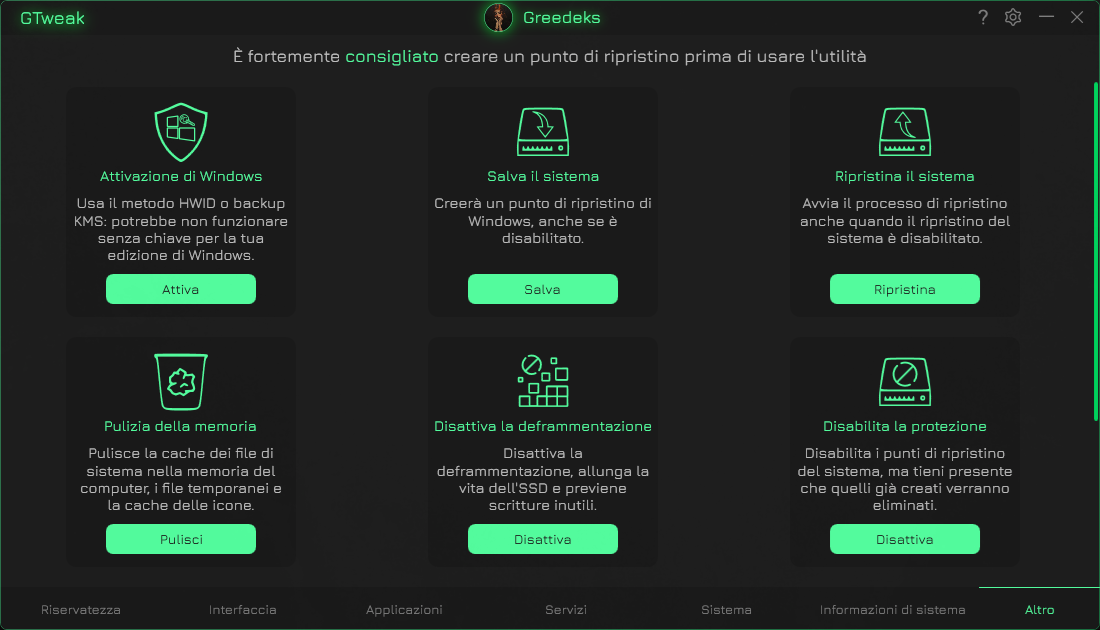 GTweak
Greedeks
?
È fortemente consigliato creare un punto di ripristino prima di usare l'utilità
Attivazione di Windows
Usa il metodo HWID o backup
KMS: potrebbe non funzionare
senza chiave per la tua
edizione di Windows.
Attiva
Salva il sistema
Creerà un punto di ripristino di
Windows, anche se è
disabilitato.
Salva
Ripristina il sistema
Avvia il processo di ripristino
anche quando il ripristino del
sistema è disabilitato.
Ripristina
Pulizia della memoria
Pulisce la cache dei file di
sistema nella memoria del
computer, i file temporanei e
la cache delle icone.
Pulisci
Disattiva la deframmentazione
Disattiva la
deframmentazione, allunga la
vita dell'SSD e previene
scritture inutili.
Disattiva
Disabilita la protezione
Disabilita i punti di ripristino
del sistema, ma tieni presente
che quelli già creati verranno
eliminati.
Disattiva
Riservatezza
Interfaccia
Applicazioni
Servizi
Sistema
Informazioni di sistema
Altro